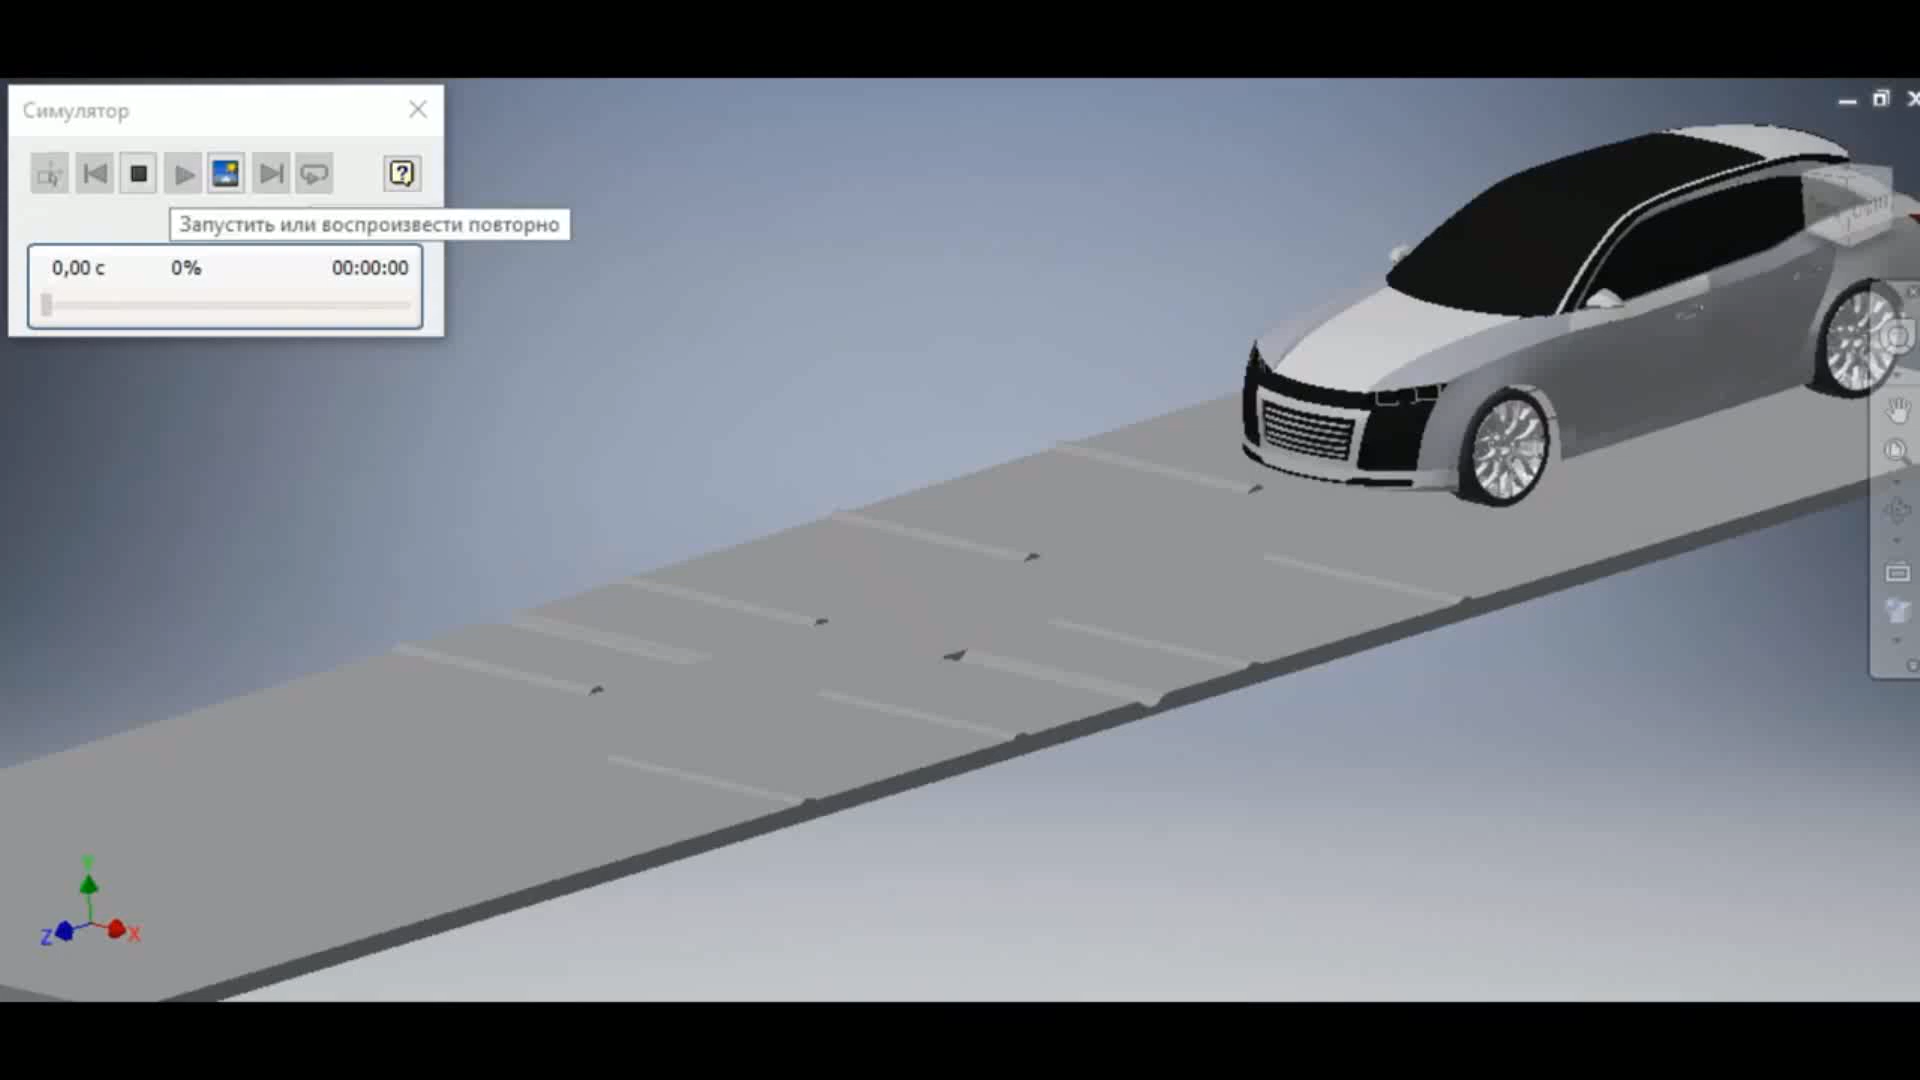 Симулятор
?
Запустить или воспроизвести повторно
0,00 с 0% 00:00:00
Y
Z X